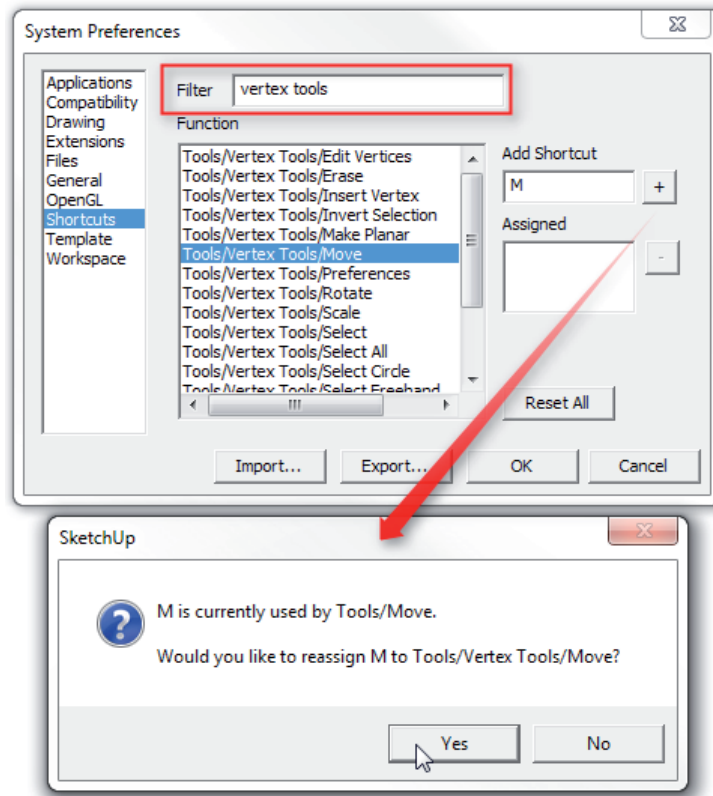 System Preferences
Applications
Compatibility
Drawing
Extensions
Files
General
OpenGL
Shortcuts
Template
Workspace
Filter vertex tools
Function
Tools/Vertex Tools/Edit Vertices
Tools/Vertex Tools/Erase
Tools/Vertex Tools/Insert Vertex
Tools/Vertex Tools/Invert Selection
Tools/Vertex Tools/Make Planar
Tools/Vertex Tools/Move
Tools/Vertex Tools/Preferences
Tools/Vertex Tools/Rotate
Tools/Vertex Tools/Scale
Tools/Vertex Tools/Select
Tools/Vertex Tools/Select All
Tools/Vertex Tools/Select Circle
Tools/Vertex Tools/Select Freehand
Add Shortcut
M +
Assigned
-
Reset All
Import... Export... OK Cancel
SketchUp
? M is currently used by Tools/Move.
Would you like to reassign M to Tools/Vertex Tools/Move?
Yes No